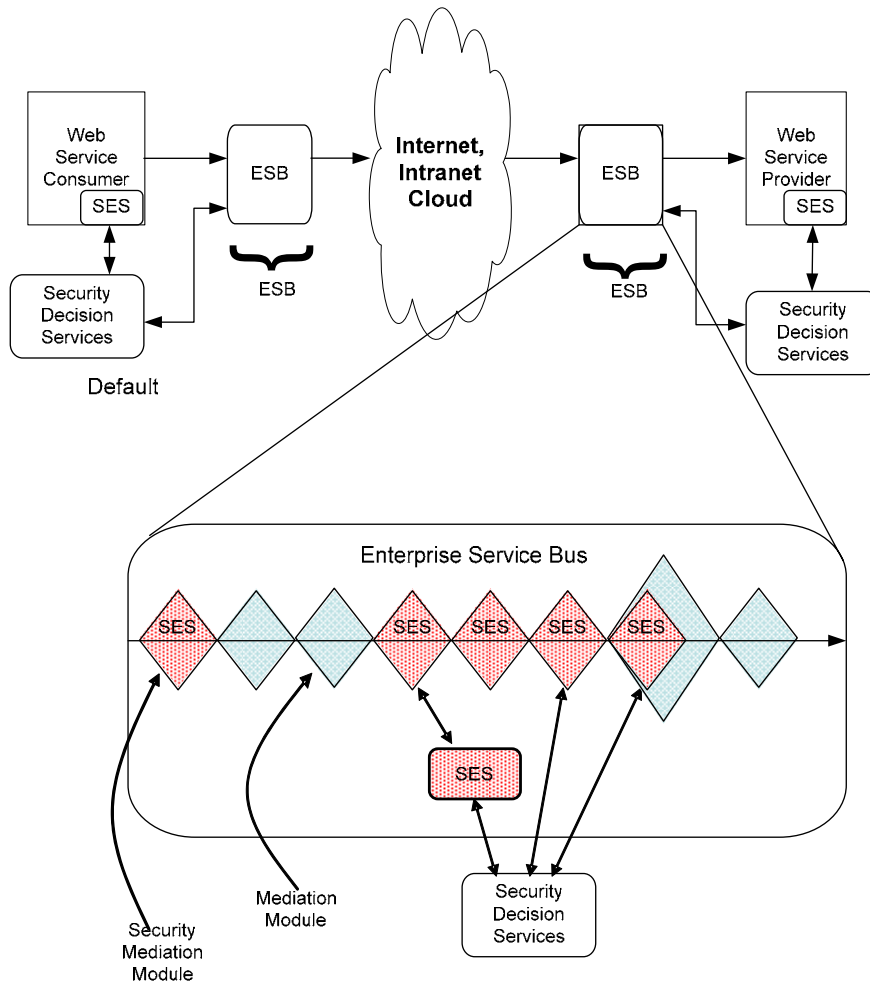 Web
Service
Consumer
SES
ESB
Internet,
Intranet
Cloud
ESB
Web
Service
Provider
SES
Security
Decision
Services
ESB
ESB
Security
Decision
Services
Default
Enterprise Service Bus
SES
SES
SES
SES
SES
SES
Security
Mediation
Module
Mediation
Module
Security
Decision
Services